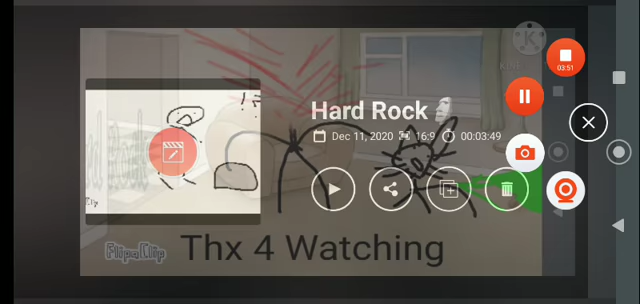 03:51
Hard Rock
Dec 11, 2020 16:9 00:03:49
FlipaClip
Thx 4 Watching